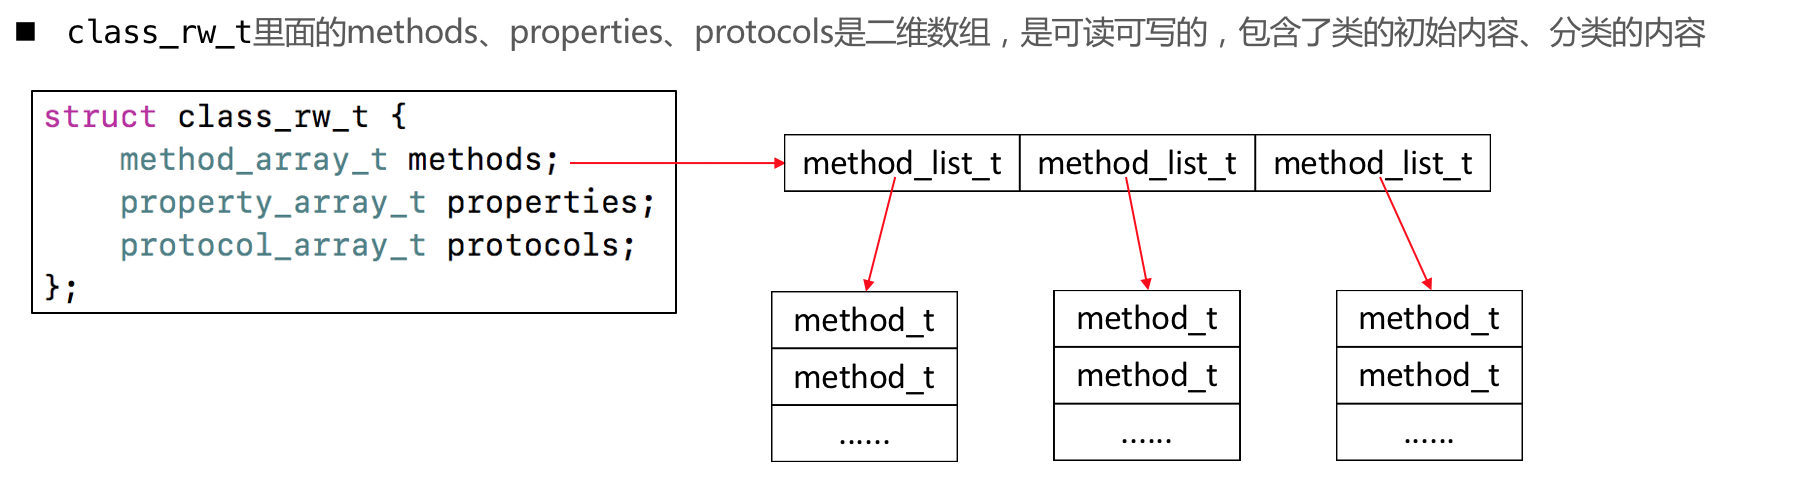 ■ class_rw_t里面的methods、properties、protocols是二维数组，是可读可写的，包含了类的初始内容、分类的内容
struct class_rw_t {
method_array_t methods;
property_array_t properties;
protocol_array_t protocols;
};
method_list_t method_list_t method_list_t
method_t method_t method_t
method_t method_t method_t
...... ...... ......